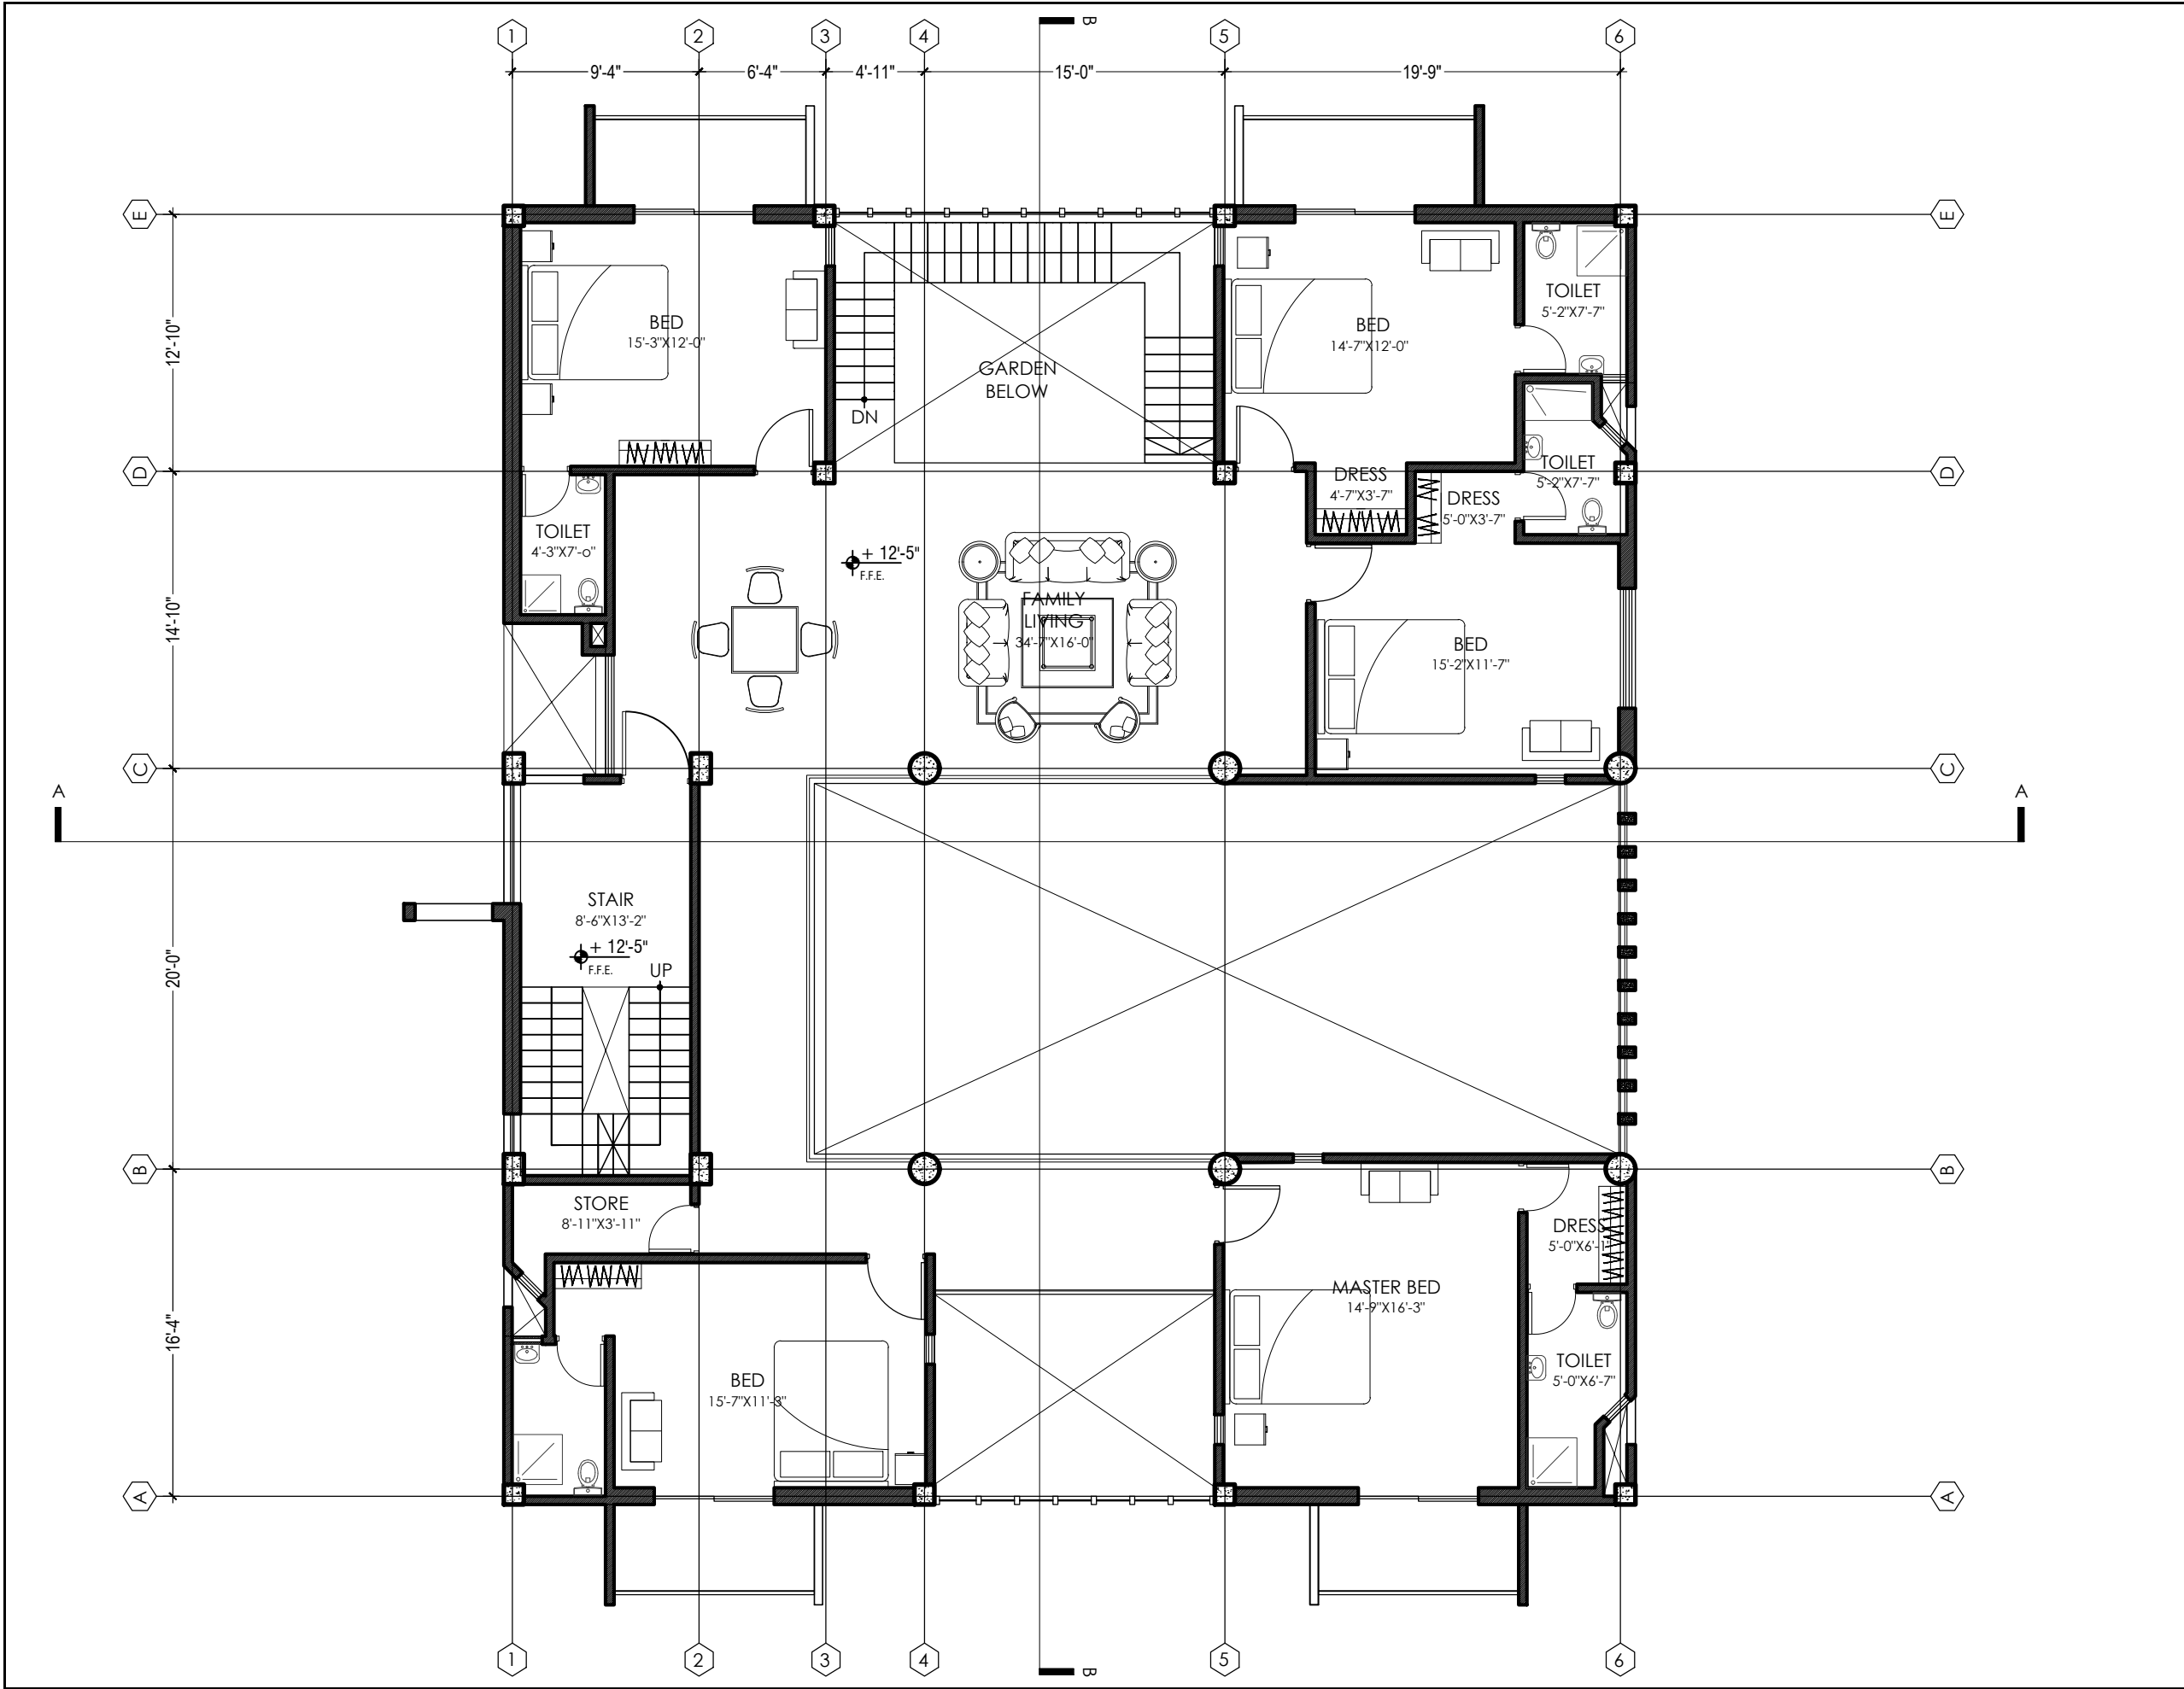 B
1 2 3 4 5 6
9'-4" 6'-4" 4'-11" 15'-0" 19'-9"
E E
12'-10"
BED
15'-3"X12'-0"
GARDEN
BELOW
DN
BED
14'-7"X12'-0"
TOILET
5'-2"X7'-7"
D D
TOILET
5'-2"X7'-7"
DRESS
4'-7"X3'-7"
DRESS
5'-0"X3'-7"
TOILET
4'-3"X7'-o"
+ 12'-5"
F.F.E.
14'-10"
FAMILY
LIVING
34'-7"X16'-0"
BED
15'-2"X11'-7"
C C
A A
STAIR
8'-6"X13'-2"
+ 12'-5"
F.F.E.
UP
20'-0"
B B
STORE
8'-11"X3'-11"
DRESS
5'-0"X6'-1"
MASTER BED
14'-9"X16'-3"
16'-4"
BED
15'-7"X11'-3"
TOILET
5'-0"X6'-7"
A A
1 2 3 4 5 6
B